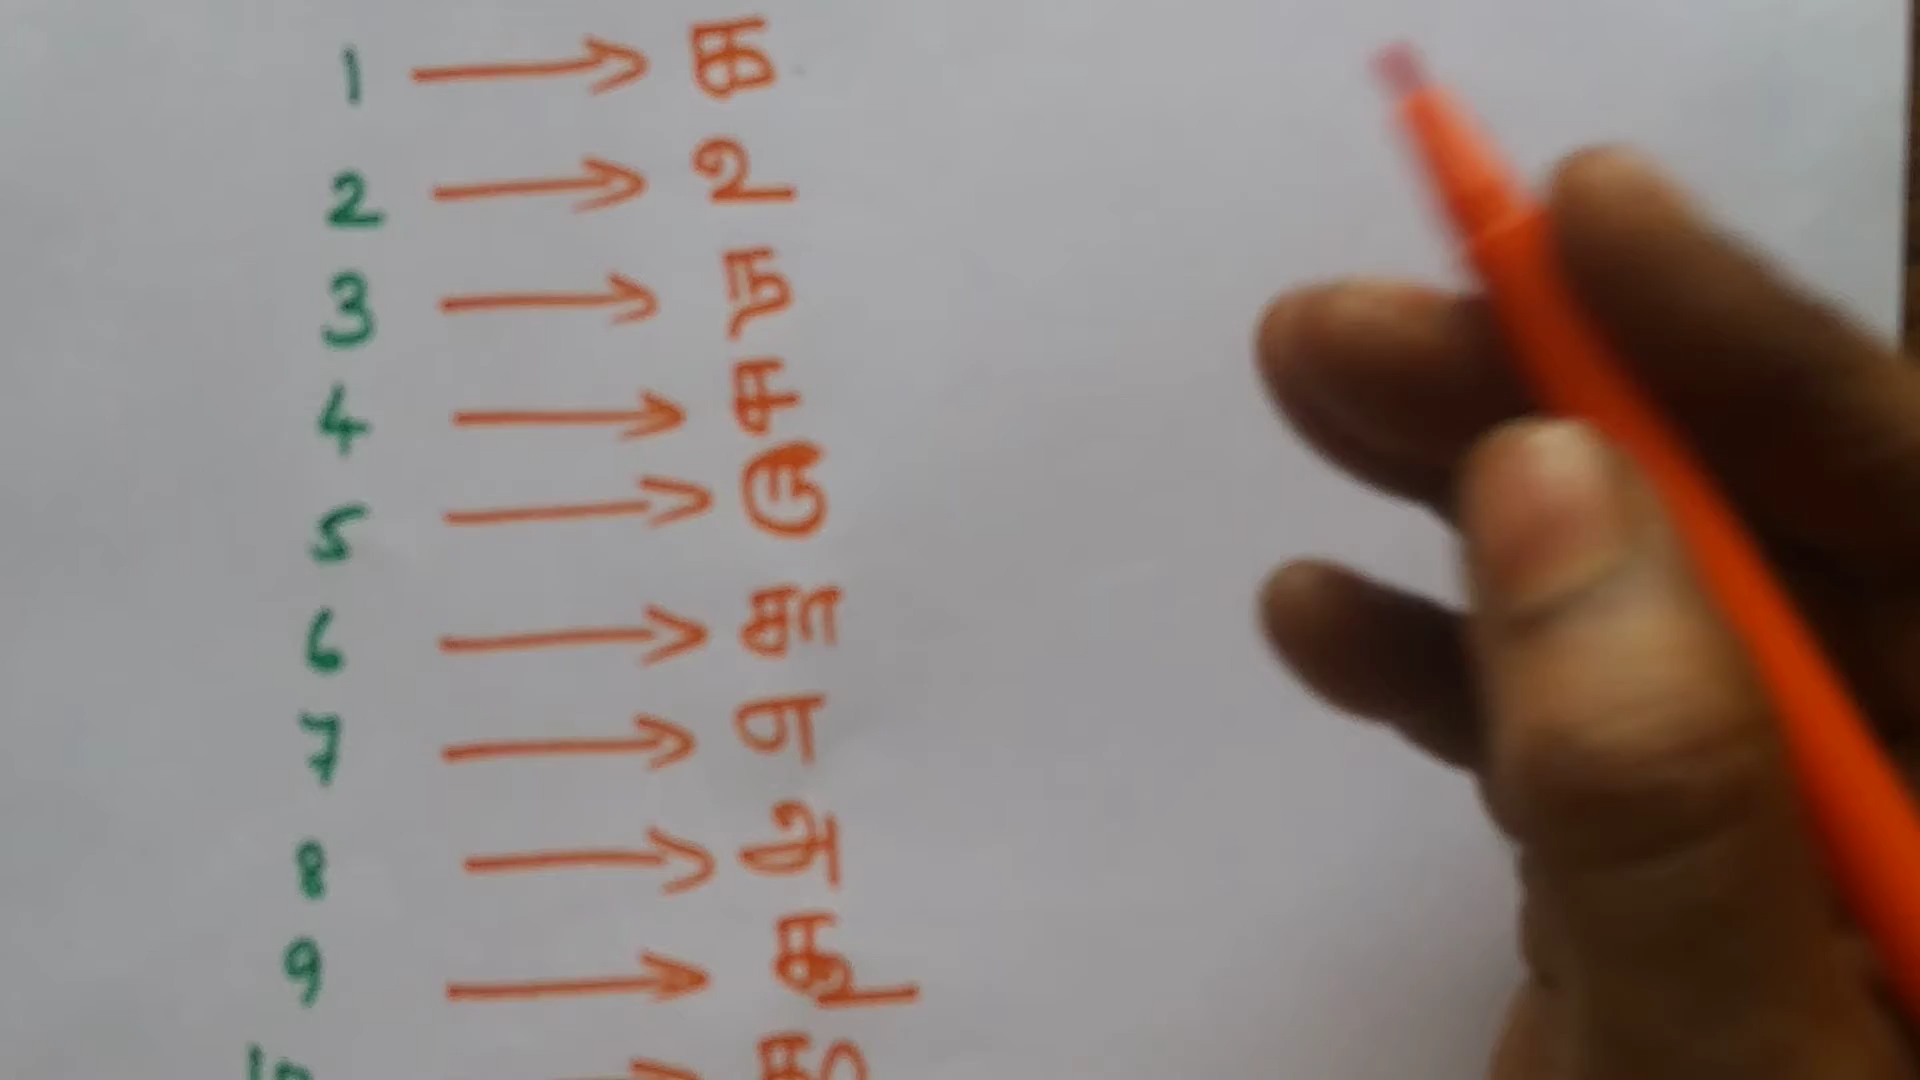 1 → ௧
2 → ௨
3 → ௩
4 → ௪
5 → ௫
6 → ௬
7 → ௭
8 → ௮
9 → ௯